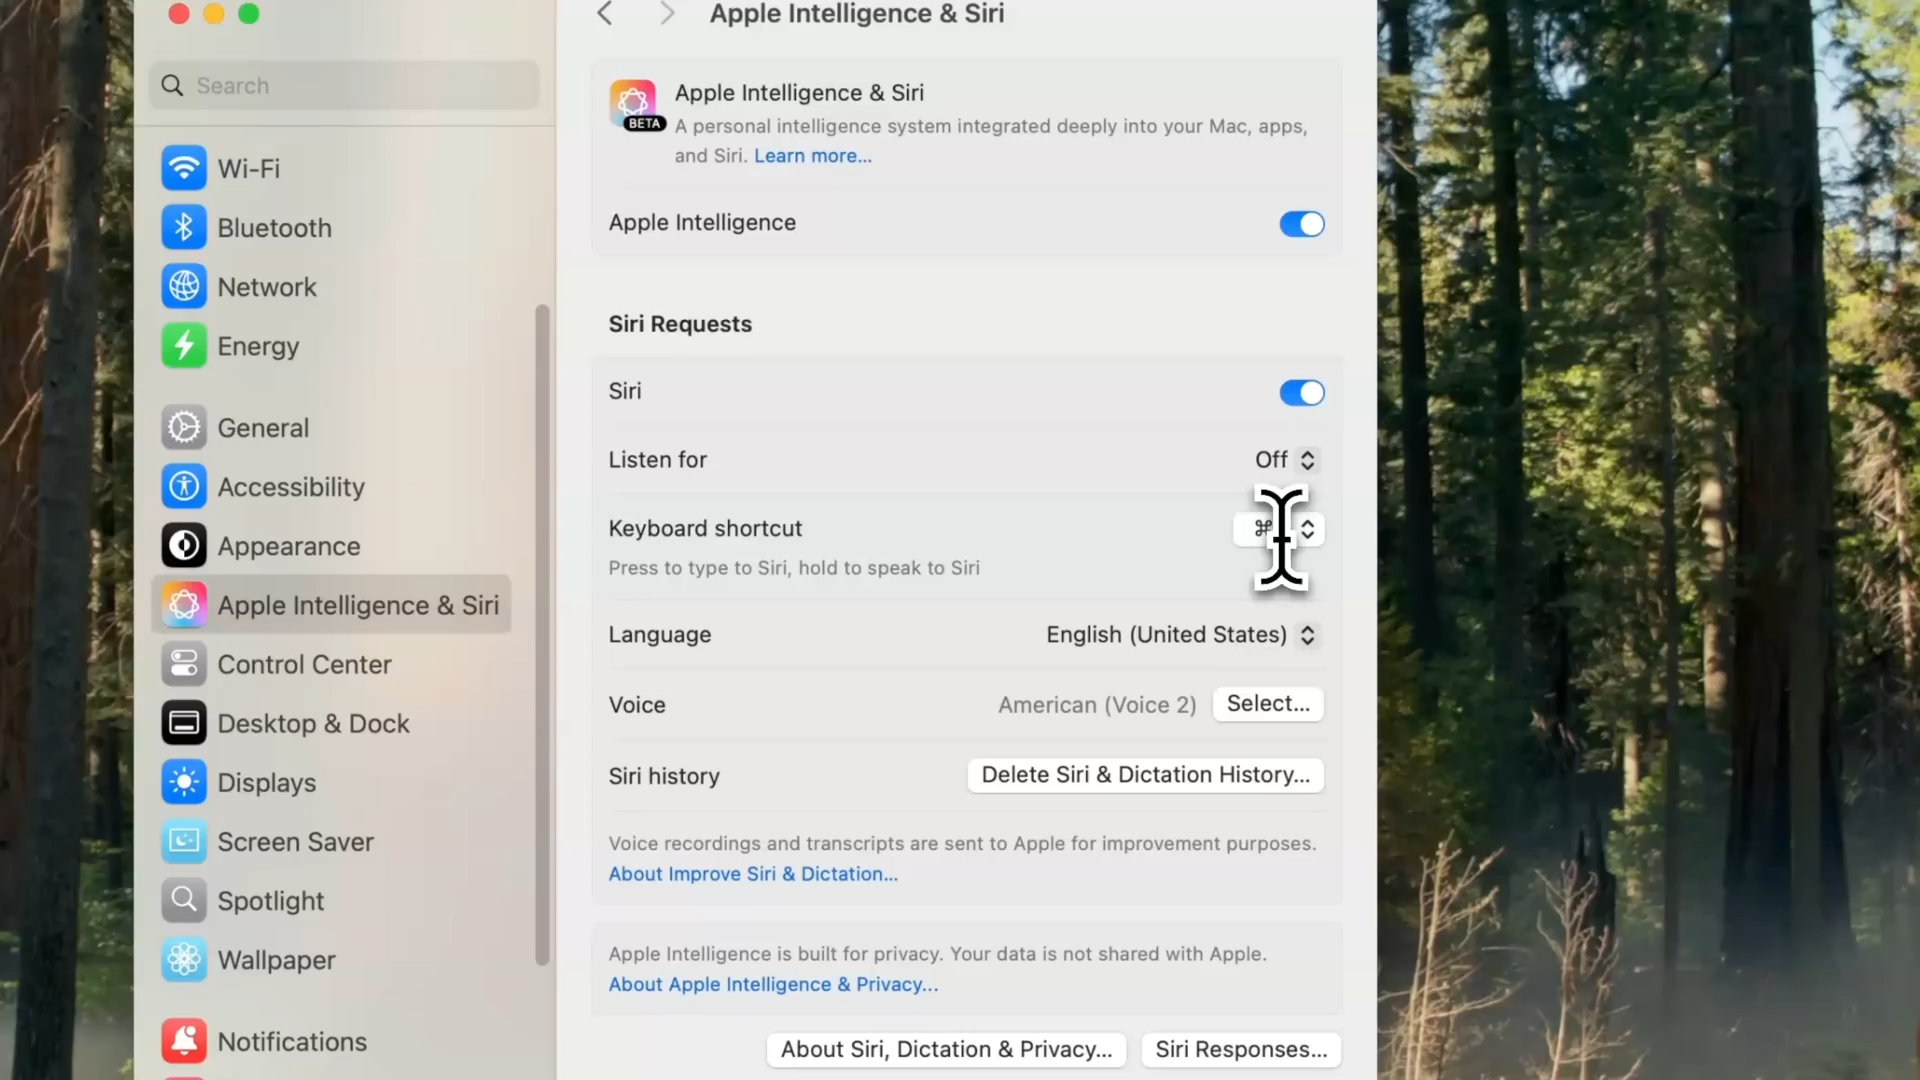 Apple Intelligence & Siri
Search
Wi-Fi
Bluetooth
Network
Energy
General
Accessibility
Appearance
Apple Intelligence & Siri
Control Center
Desktop & Dock
Displays
Screen Saver
Spotlight
Wallpaper
Notifications
BETA
Apple Intelligence & Siri
A personal intelligence system integrated deeply into your Mac, apps,
and Siri. Learn more...
Apple Intelligence
Siri Requests
Siri
Listen for
Off
Keyboard shortcut
⌘
Press to type to Siri, hold to speak to Siri
Language
English (United States)
Voice
American (Voice 2)
Select...
Siri history
Delete Siri & Dictation History...
Voice recordings and transcripts are sent to Apple for improvement purposes.
About Improve Siri & Dictation...
Apple Intelligence is built for privacy. Your data is not shared with Apple.
About Apple Intelligence & Privacy...
About Siri, Dictation & Privacy...
Siri Responses...